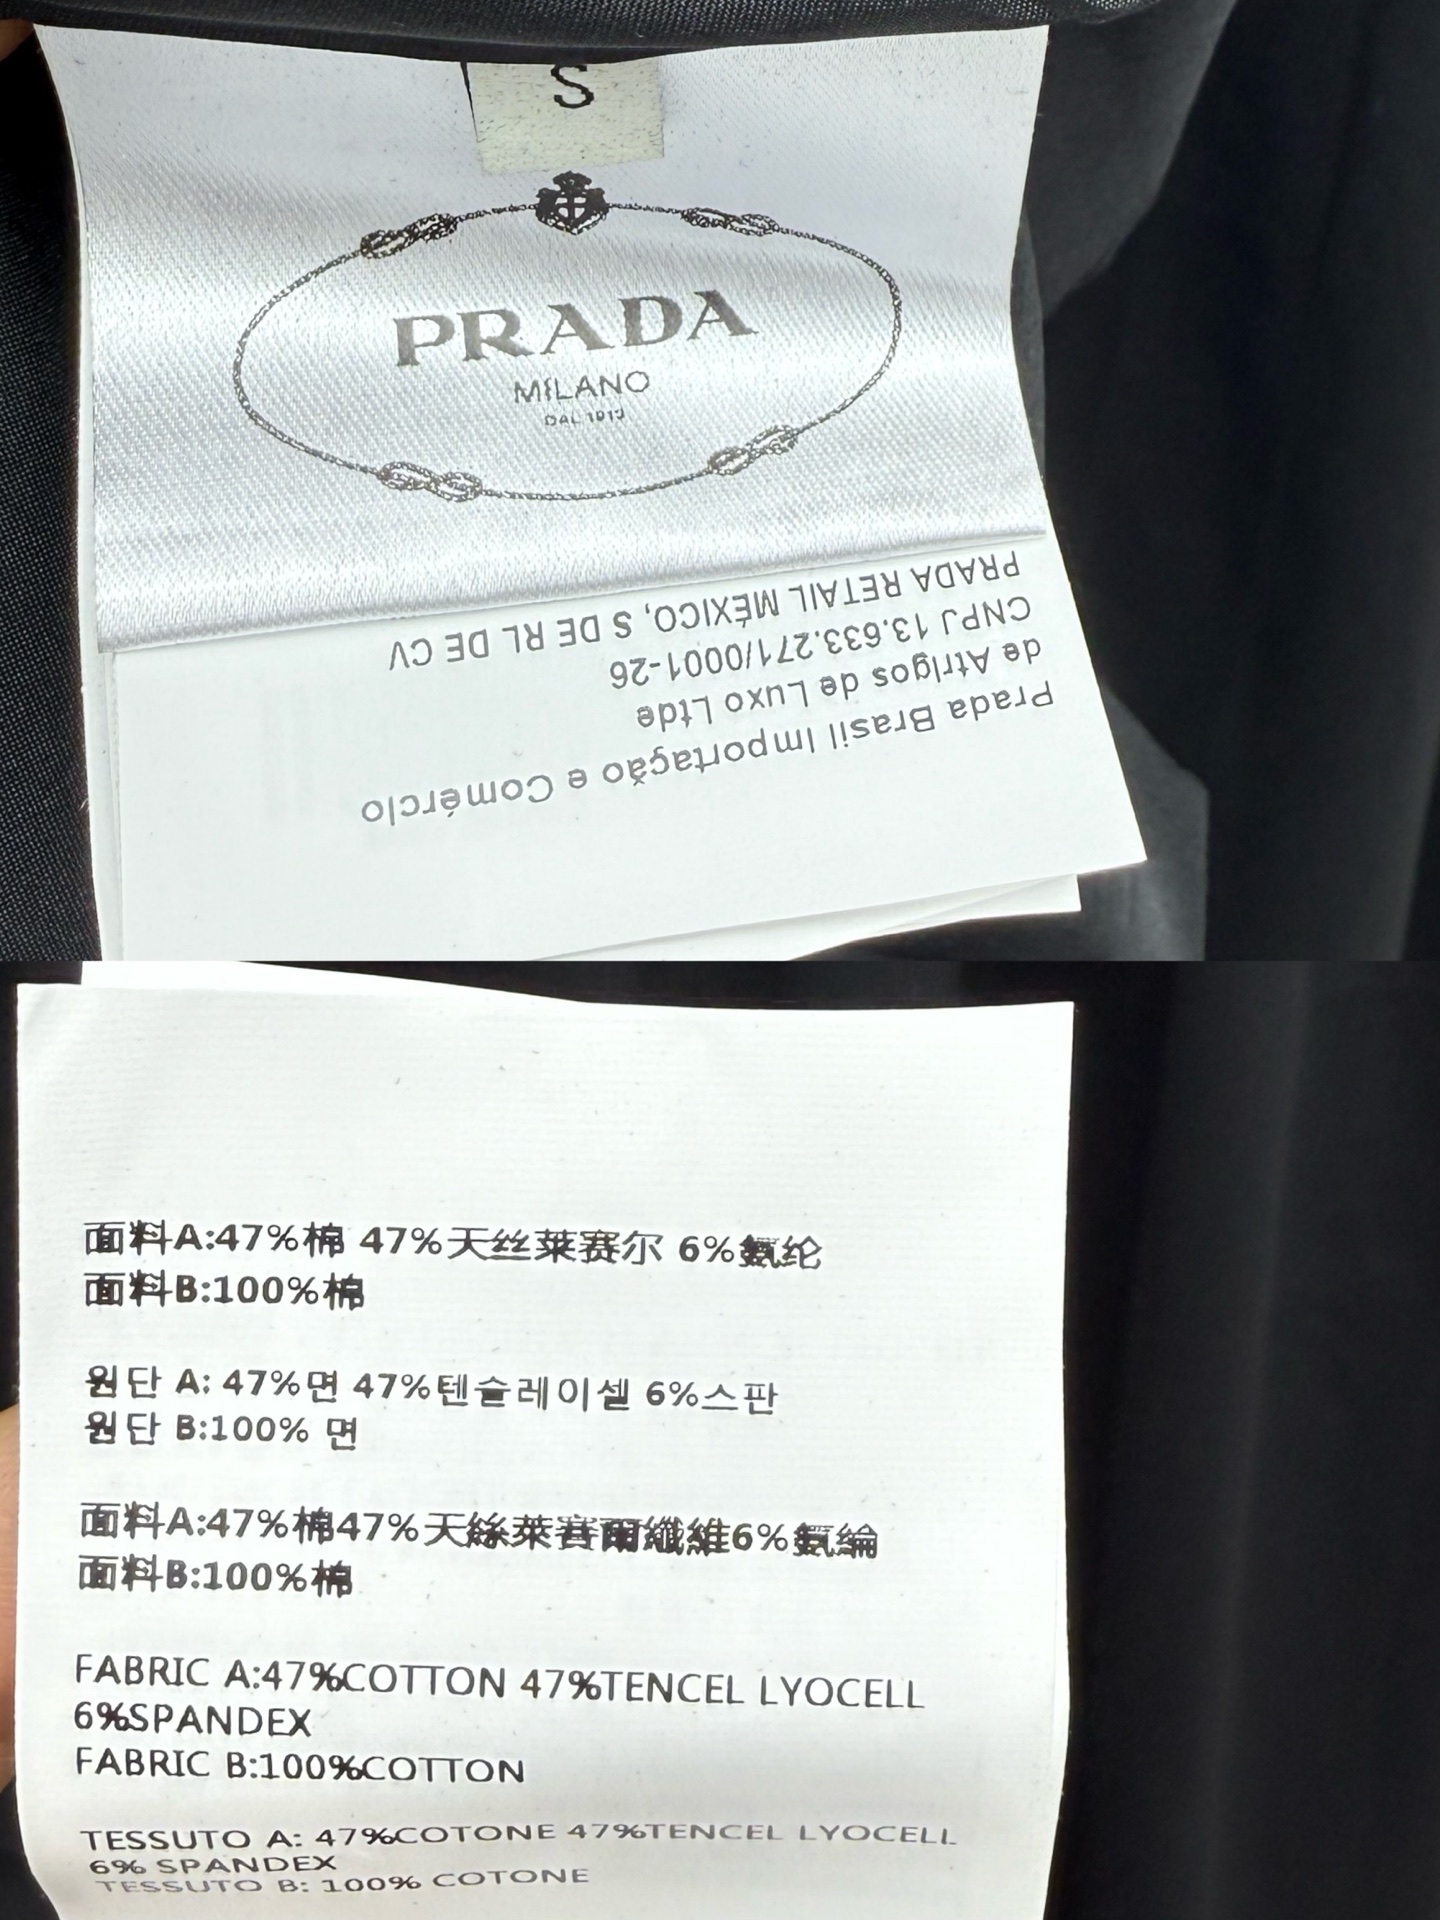 S
PRADA
MILANO
DAL 1913
Prada Brasil Importação e Comércio
de Atrigos de Luxo Ltde
CNPJ 13.633.271/0001-26
PRADA RETAIL MÉXICO, S DE RL DE CV
面料A:47%棉 47%天丝莱赛尔 6%氨纶
面料B:100%棉
원단 A: 47%면 47%텐슬레이셀 6%스판
원단 B:100% 면
面料A:47%棉47%天絲萊賽爾纖維6%氨綸
面料B:100%棉
FABRIC A:47%COTTON 47%TENCEL LYOCELL
6%SPANDEX
FABRIC B:100%COTTON
TESSUTO A: 47%COTONE 47%TENCEL LYOCELL
6% SPANDEX
TESSUTO B: 100% COTONE